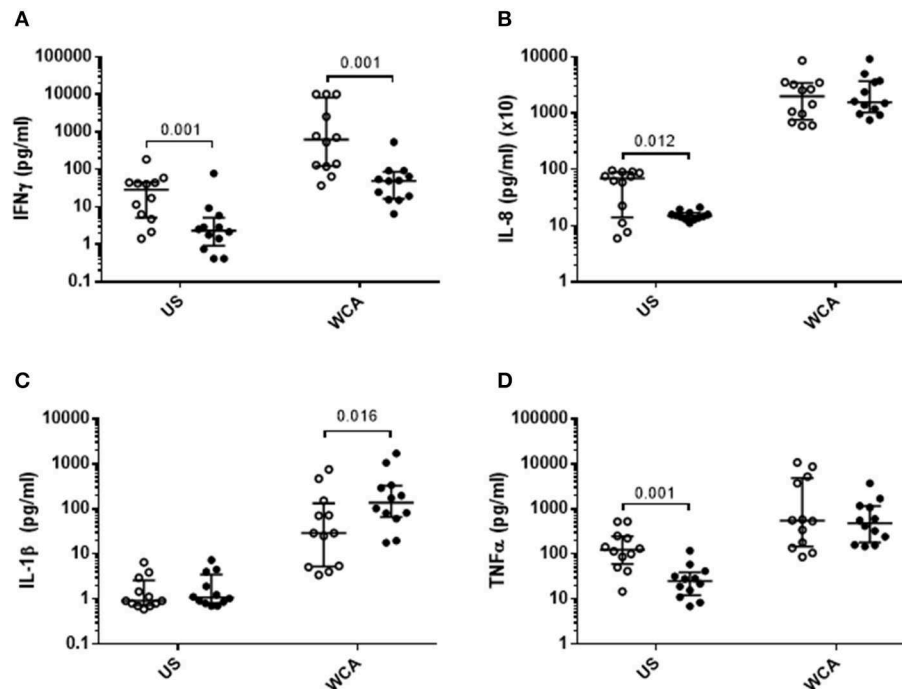 A
IFNγ (pg/ml)
100000
10000
1000
100
10
1
0.1
0.001
0.001
US
WCA
B
IL-8 (pg/ml) (x10)
10000
1000
100
10
1
0.012
US
WCA
C
IL-1β (pg/ml)
10000
1000
100
10
1
0.1
0.016
US
WCA
D
TNFα (pg/ml)
100000
10000
1000
100
10
1
0.001
US
WCA